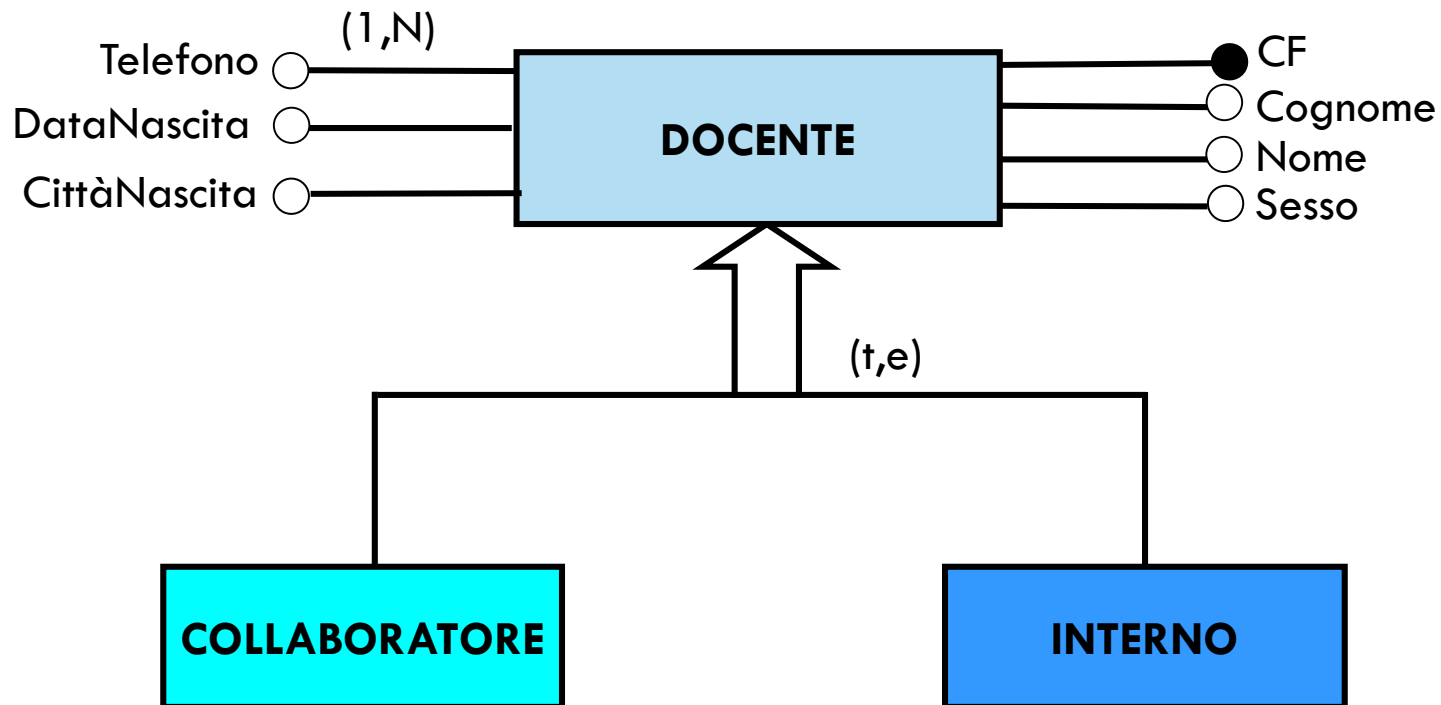 (1,N)
Telefono
DataNascita
CittàNascita
DOCENTE
CF
Cognome
Nome
Sesso
(t,e)
COLLABORATORE
INTERNO